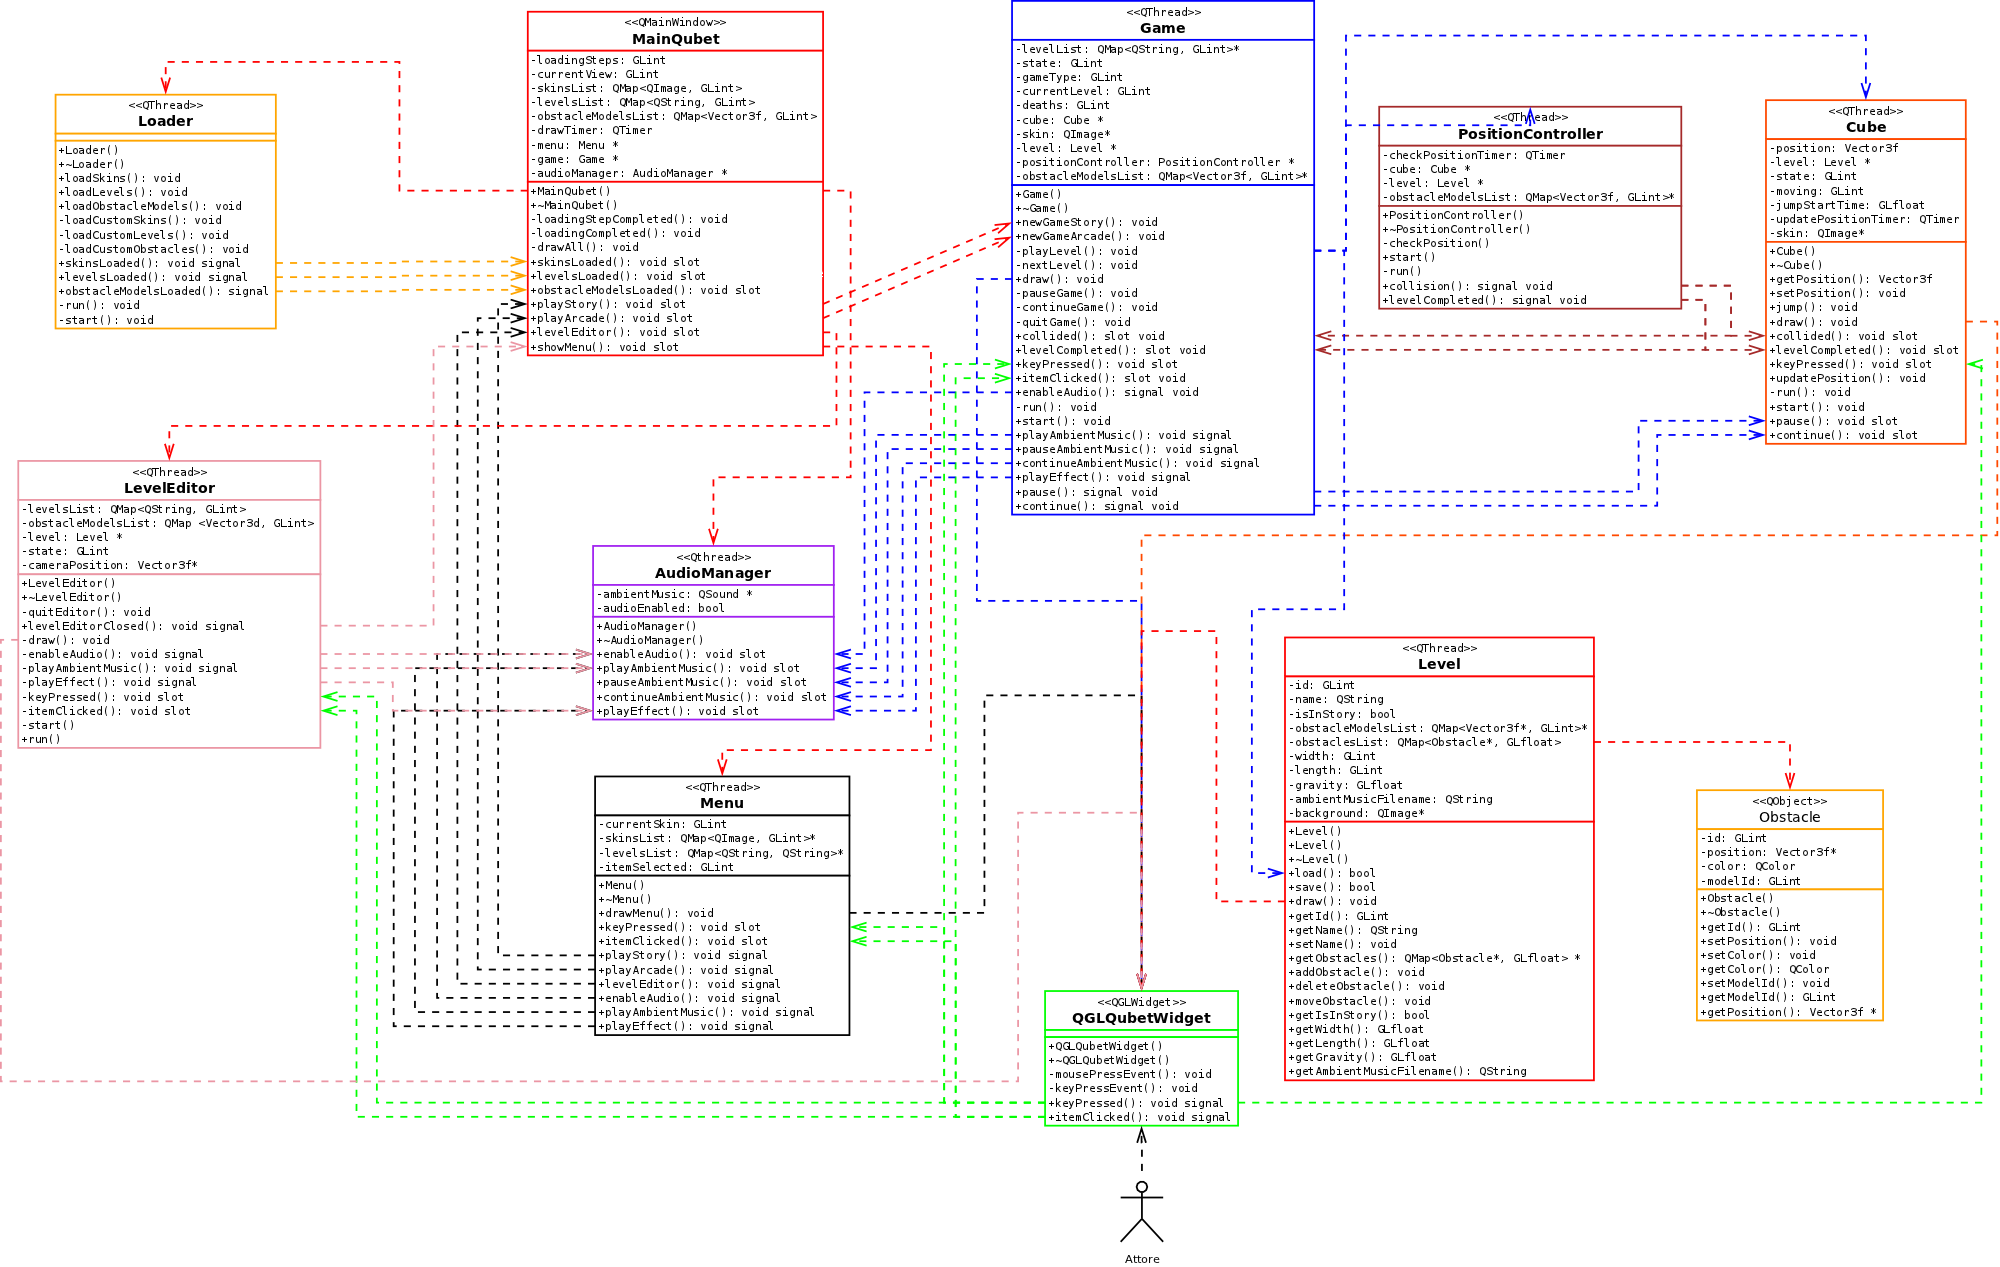 <<QMainWindow>>
MainQubet
-loadingSteps: GLint
-currentView: GLint
-skinsList: QMap<QImage, GLint>
-levelsList: QMap<QString, GLint>
-obstacleModelsList: QMap<Vector3f, GLint>
-drawTimer: QTimer
-menu: Menu *
-game: Game *
-audioManager: AudioManager *
+MainQubet()
+~MainQubet()
-loadingStepCompleted(): void
-loadingCompleted(): void
-drawAll(): void
+skinsLoaded(): void slot
+levelsLoaded(): void slot
+obstacleModelsLoaded(): void slot
+playStory(): void slot
+playArcade(): void slot
+levelEditor(): void slot
+showMenu(): void slot
<<QThread>>
Game
-levelList: QMap<QString, GLint>*
-state: GLint
-gameType: GLint
-currentLevel: GLint
-deaths: GLint
-cube: Cube *
-skin: QImage*
-level: Level *
-positionController: PositionController *
-obstacleModelsList: QMap<Vector3f, GLint>*
+Game()
+~Game()
+newGameStory(): void
+newGameArcade(): void
-playLevel(): void
-nextLevel(): void
+draw(): void
-pauseGame(): void
-continueGame(): void
-quitGame(): void
+collided(): slot void
+levelCompleted(): slot void
+keyPressed(): void slot
+itemClicked(): slot void
+enableAudio(): signal void
-run(): void
-start(): void
+playAmbientMusic(): void signal
+pauseAmbientMusic(): void signal
+continueAmbientMusic(): void signal
+playEffect(): void signal
+pause(): signal void
+continue(): signal void
<<QThread>>
Loader
+Loader()
+~Loader()
+loadSkins(): void
+loadLevels(): void
+loadObstacleModels(): void
-loadCustomSkins(): void
-loadCustomLevels(): void
-loadCustomObstacles(): void
+skinsLoaded(): void signal
+levelsLoaded(): void signal
+obstacleModelsLoaded(): signal
-run(): void
-start(): void
<<QThread>>
PositionController
-checkPositionTimer: QTimer
-cube: Cube *
-level: Level *
-obstacleModelsList: QMap<Vector3f, GLint>*
+PositionController()
+~PositionController()
-checkPosition()
+start()
-run()
+collision(): signal void
+levelCompleted(): signal void
<<QThread>>
Cube
-position: Vector3f
-level: Level *
-state: GLint
-moving: GLint
-jumpStartTime: GLfloat
-updatePositionTimer: QTimer
-skin: QImage*
+Cube()
+~Cube()
+getPosition(): Vector3f
+setPosition(): void
+jump(): void
+draw(): void
+collided(): void slot
+levelCompleted(): void slot
+keyPressed(): void slot
+updatePosition(): void
-run(): void
+start(): void
+pause(): void slot
+continue(): void slot
<<QThread>>
LevelEditor
-levelsList: QMap<QString, GLint>
-obstacleModelsList: QMap <Vector3d, GLint>
-level: Level *
-state: GLint
-cameraPosition: Vector3f*
+LevelEditor()
+~LevelEditor()
-quitEditor(): void
+levelEditorClosed(): void signal
-draw(): void
-enableAudio(): void signal
-playAmbientMusic(): void signal
-playEffect(): void signal
-keyPressed(): void slot
-itemClicked(): void slot
-start()
+run()
<<Qthread>>
AudioManager
-ambientMusic: QSound *
-audioEnabled: bool
+AudioManager()
+~AudioManager()
+enableAudio(): void slot
+playAmbientMusic(): void slot
+pauseAmbientMusic(): void slot
+continueAmbientMusic(): void slot
+playEffect(): void slot
<<QThread>>
Menu
-currentSkin: GLint
-skinsList: QMap<QImage, GLint>*
-levelsList: QMap<QString, QString>*
-itemSelected: GLint
+Menu()
+~Menu()
+drawMenu(): void
+keyPressed(): void slot
+itemClicked(): void slot
+playStory(): void signal
+playArcade(): void signal
+levelEditor(): void signal
+enableAudio(): void signal
+playAmbientMusic(): void signal
+playEffect(): void signal
<<QThread>>
Level
-id: GLint
-name: QString
-isInStory: bool
-obstacleModelsList: QMap<Vector3f*, GLint>*
-obstaclesList: QMap<Obstacle*, GLfloat>
-width: GLint
-length: GLint
-gravity: GLfloat
-ambientMusicFilename: QString
-background: QImage*
+Level()
+Level()
+~Level()
+load(): bool
+save(): bool
+draw(): void
+getId(): GLint
+getName(): QString
+setName(): void
+getObstacles(): QMap<Obstacle*, GLfloat> *
+addObstacle(): void
+deleteObstacle(): void
+moveObstacle(): void
+getIsInStory(): bool
+getWidth(): GLfloat
+getLength(): GLfloat
+getGravity(): GLfloat
+getAmbientMusicFilename(): QString
<<QObject>>
Obstacle
-id: GLint
-position: Vector3f*
-color: QColor
-modelId: GLint
+Obstacle()
+~Obstacle()
+getId(): GLint
+setPosition(): void
+setColor(): void
+getColor(): QColor
+setModelId(): void
+getModelId(): GLint
+getPosition(): Vector3f *
<<QGLWidget>>
QGLQubetWidget
+QGLQubetWidget()
+~QGLQubetWidget()
-mousePressEvent(): void
-keyPressEvent(): void
+keyPressed(): void signal
+itemClicked(): void signal
Attore